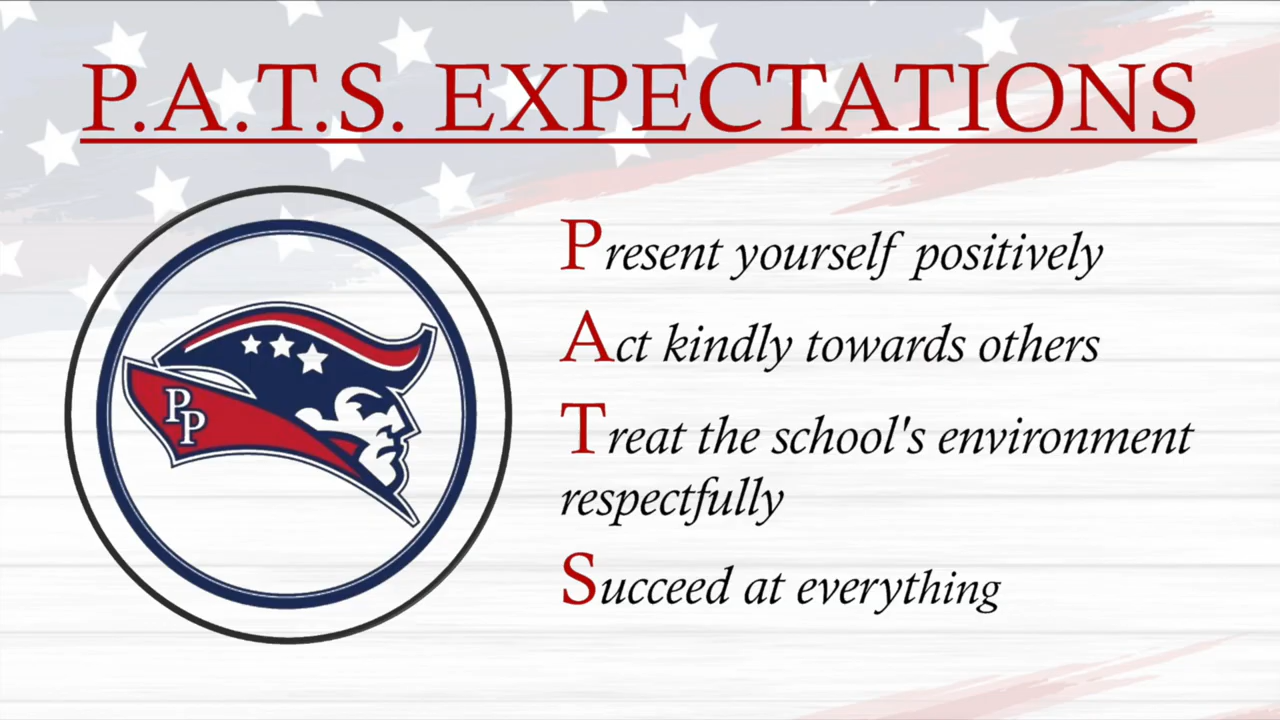 P.A.T.S. EXPECTATIONS
Present yourself positively
Act kindly towards others
Treat the school's environment
respectfully
Succeed at everything
PP